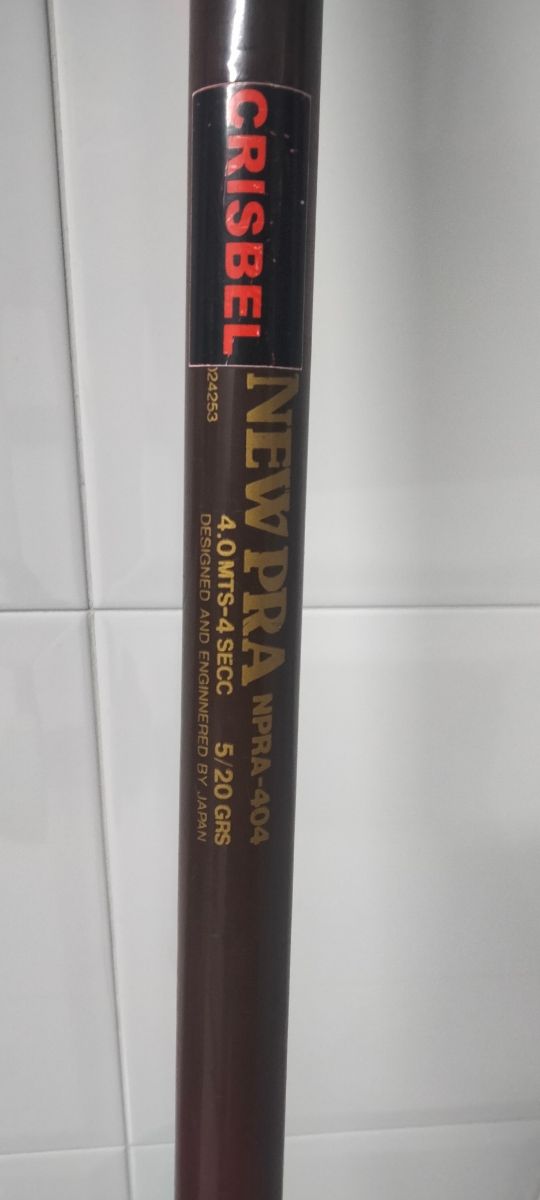 CRISBEL
NEW PRA NPRA-404
024253
4.0 MTS-4 SECC 5/20 GRS
DESIGNED AND ENGINNERED BY JAPAN